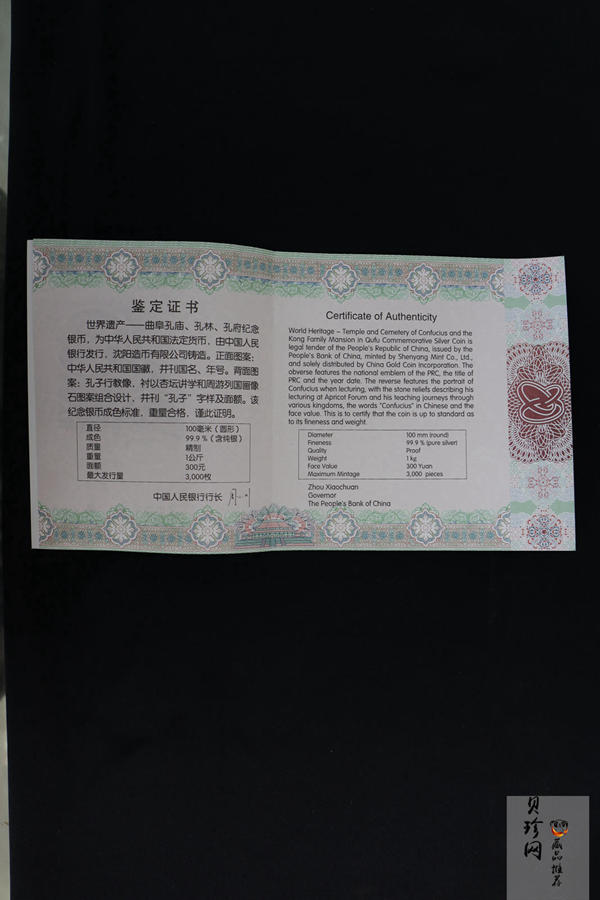 鉴定证书
世界遗产——曲阜孔庙、孔林、孔府纪念
银币，为中华人民共和国法定货币，由中国人民
银行发行，沈阳造币有限公司铸造。正面图案：
中华人民共和国国徽，并刊国名、年号。背面图
案：孔子行教像，衬以杏坛讲学和周游列国画像
石图案组合设计，并刊“孔子”字样及面额。该
纪念银币成色标准，重量合格，谨此证明。
直径 100毫米（圆形）
成色 99.9％（含纯银）
质量 精制
重量 1公斤
面额 300元
最大发行量 3,000枚
中国人民银行行长
Certificate of Authenticity
World Heritage – Temple and Cemetery of Confucius and the
Kong Family Mansion in Qufu Commemorative Silver Coin is
legal tender of the People's Republic of China, issued by the
People's Bank of China, minted by Shenyang Mint Co., Ltd.,
and solely distributed by China Gold Coin Incorporation. The
obverse features the national emblem of the PRC, the title of
PRC and the year date. The reverse features the portrait of
Confucius when lecturing, with the stone reliefs describing his
lecturing at Apricot Forum and his teaching journeys through
various kingdoms, the words "Confucius" in Chinese and the
face value. This is to certify that the coin is up to standard as
to its fineness and weight.
Diameter 100 mm (round)
Fineness 99.9 % (pure silver)
Quality Proof
Weight 1 kg
Face Value 300 Yuan
Maximum Mintage 3,000 pieces
Zhou Xiaochuan
Governor
The People's Bank of China
贝珍网
藏品推荐